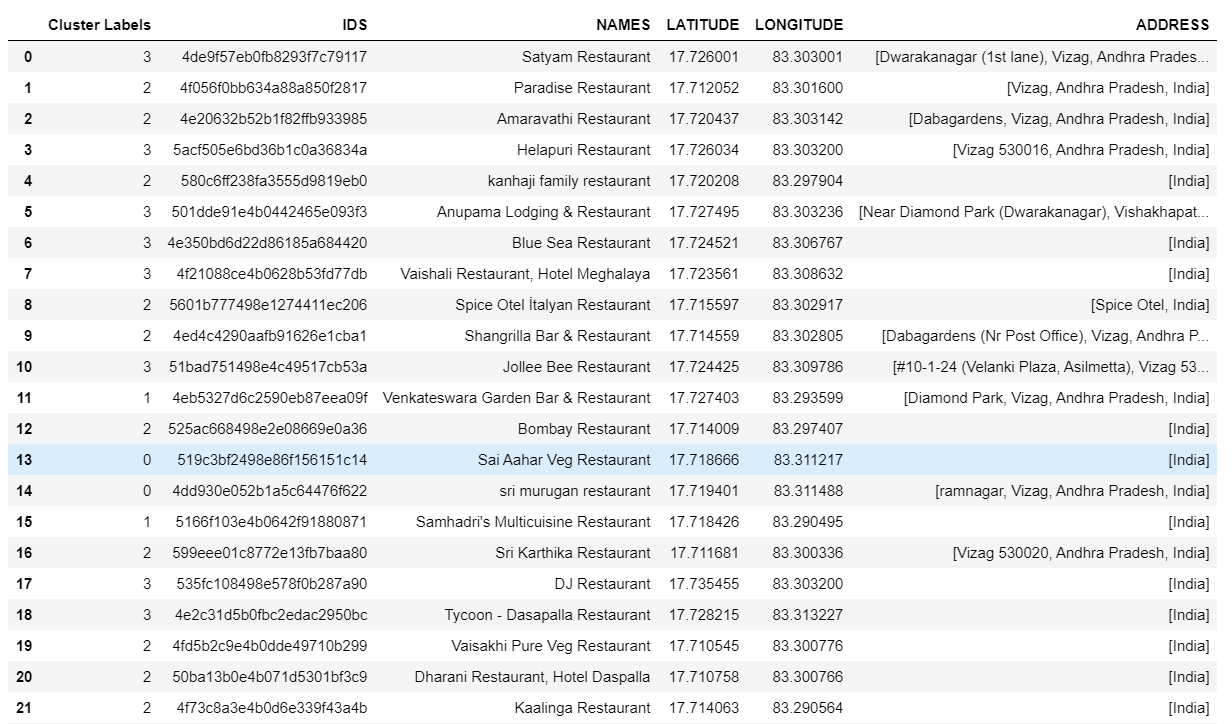 Cluster Labels IDS NAMES LATITUDE LONGITUDE ADDRESS
0 3 4de9f57eb0fb8293f7c79117 Satyam Restaurant 17.726001 83.303001 [Dwarakanagar (1st lane), Vizag, Andhra Prades...
1 2 4f056f0bb634a88a850f2817 Paradise Restaurant 17.712052 83.301600 [Vizag, Andhra Pradesh, India]
2 2 4e20632b52b1f82ffb933985 Amaravathi Restaurant 17.720437 83.303142 [Dabagardens, Vizag, Andhra Pradesh, India]
3 3 5acf505e6bd36b1c0a36834a Helapuri Restaurant 17.726034 83.303200 [Vizag 530016, Andhra Pradesh, India]
4 2 580c6ff238fa3555d9819eb0 kanhaji family restaurant 17.720208 83.297904 [India]
5 3 501dde91e4b0442465e093f3 Anupama Lodging & Restaurant 17.727495 83.303236 [Near Diamond Park (Dwarakanagar), Vishakhapat...
6 3 4e350bd6d22d86185a684420 Blue Sea Restaurant 17.724521 83.306767 [India]
7 3 4f21088ce4b0628b53fd77db Vaishali Restaurant, Hotel Meghalaya 17.723561 83.308632 [India]
8 2 5601b777498e1274411ec206 Spice Otel İtalyan Restaurant 17.715597 83.302917 [Spice Otel, India]
9 2 4ed4c4290aafb91626e1cba1 Shangrilla Bar & Restaurant 17.714559 83.302805 [Dabagardens (Nr Post Office), Vizag, Andhra P...
10 3 51bad751498e4c49517cb53a Jollee Bee Restaurant 17.724425 83.309786 [#10-1-24 (Velanki Plaza, Asilmetta), Vizag 53...
11 1 4eb5327d6c2590eb87eea09f Venkateswara Garden Bar & Restaurant 17.727403 83.293599 [Diamond Park, Vizag, Andhra Pradesh, India]
12 2 525ac668498e2e08669e0a36 Bombay Restaurant 17.714009 83.297407 [India]
13 0 519c3bf2498e86f156151c14 Sai Aahar Veg Restaurant 17.718666 83.311217 [India]
14 0 4dd930e052b1a5c64476f622 sri murugan restaurant 17.719401 83.311488 [ramnagar, Vizag, Andhra Pradesh, India]
15 1 5166f103e4b0642f91880871 Samhadri's Multicuisine Restaurant 17.718426 83.290495 [India]
16 2 599eee01c8772e13fb7baa80 Sri Karthika Restaurant 17.711681 83.300336 [Vizag 530020, Andhra Pradesh, India]
17 3 535fc108498e578f0b287a90 DJ Restaurant 17.735455 83.303200 [India]
18 3 4e2c31d5b0fbc2edac2950bc Tycoon - Dasapalla Restaurant 17.728215 83.313227 [India]
19 2 4fd5b2c9e4b0dde49710b299 Vaisakhi Pure Veg Restaurant 17.710545 83.300776 [India]
20 2 50ba13b0e4b071d5301bf3c9 Dharani Restaurant, Hotel Daspalla 17.710758 83.300766 [India]
21 2 4f73c8a3e4b0d6e339f43a4b Kaalinga Restaurant 17.714063 83.290564 [India]